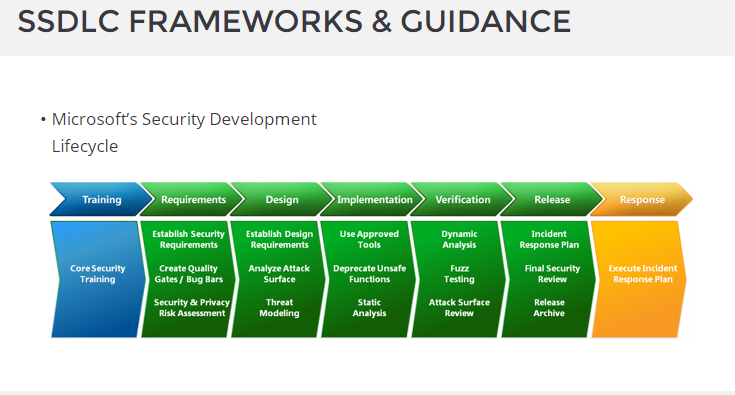 SSDLC FRAMEWORKS & GUIDANCE
• Microsoft’s Security Development
Lifecycle
Training
Requirements
Design
Implementation
Verification
Release
Response
Core Security
Training
Establish Security
Requirements
Create Quality
Gates / Bug Bars
Security & Privacy
Risk Assessment
Establish Design
Requirements
Analyze Attack
Surface
Threat
Modeling
Use Approved
Tools
Deprecate Unsafe
Functions
Static
Analysis
Dynamic
Analysis
Fuzz
Testing
Attack Surface
Review
Incident
Response Plan
Final Security
Review
Release
Archive
Execute Incident
Response Plan